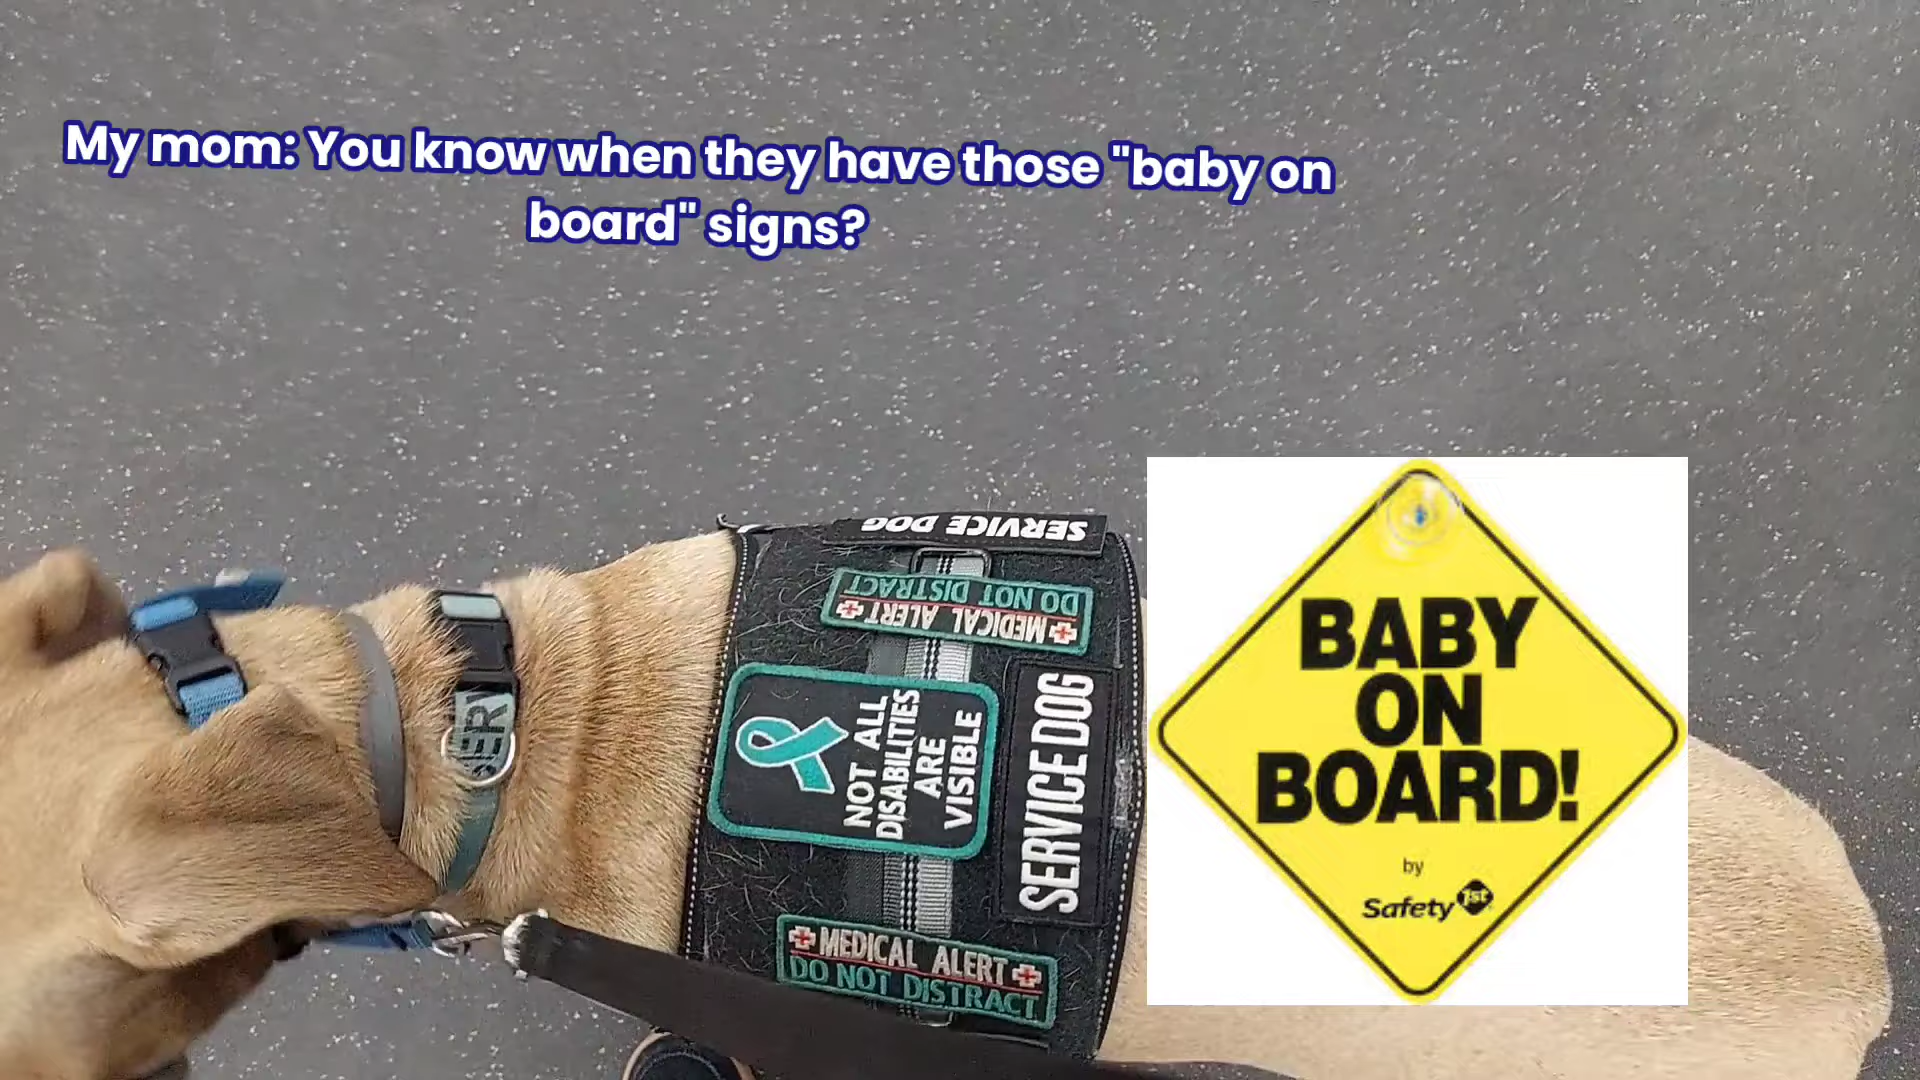 My mom: You know when they have those "baby on
board" signs?
SERVICE DOG
MEDICAL ALERT
DO NOT DISTRACT
NOT ALL
DISABILITIES
ARE
VISIBLE
SERVICE DOG
MEDICAL ALERT
DO NOT DISTRACT
BABY
ON
BOARD!
by
Safety 1st